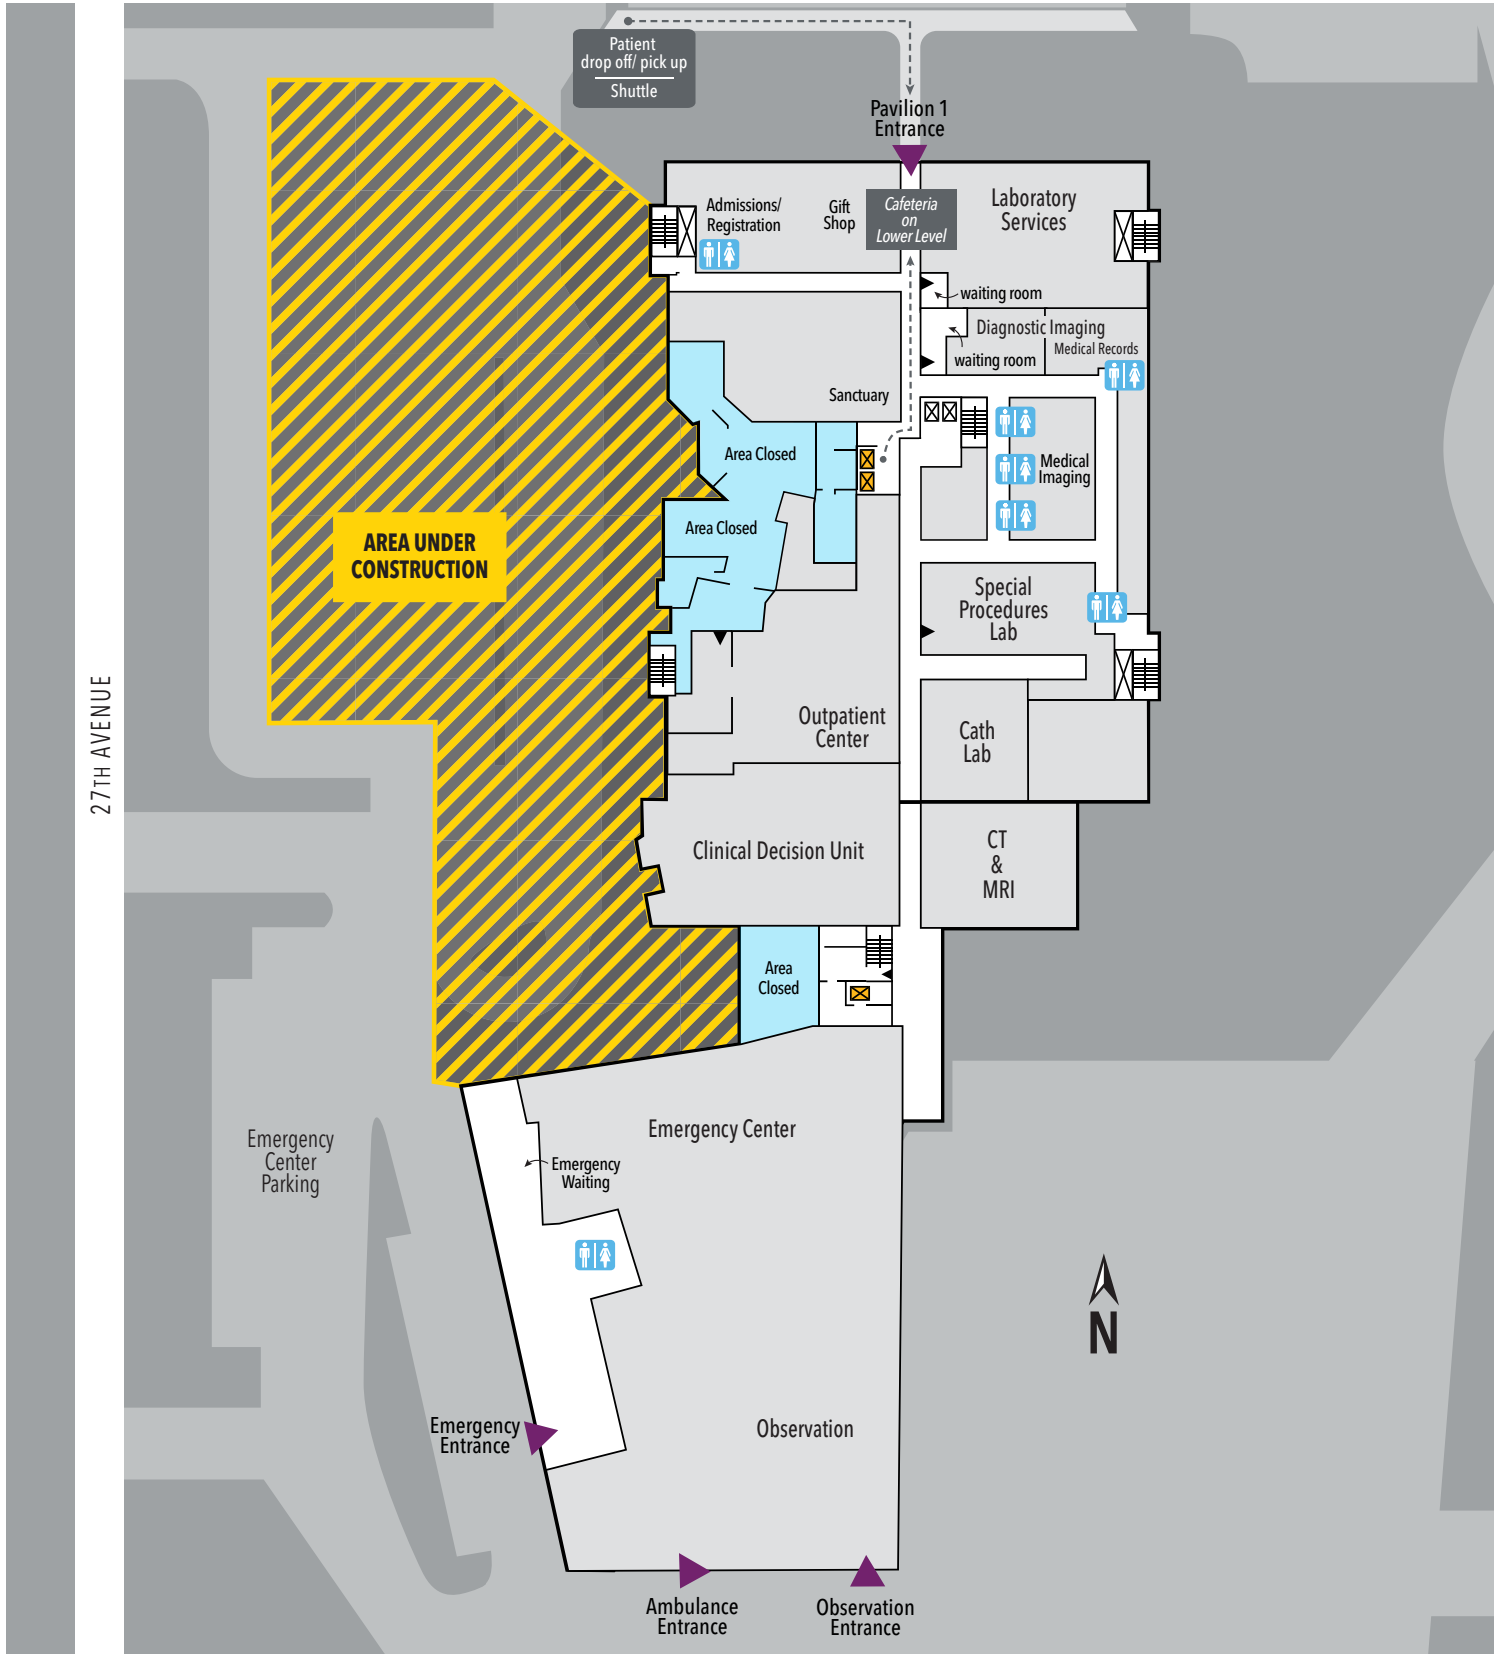 Patient
drop off/ pick up
Shuttle
Pavilion 1
Entrance
Admissions/
Registration
Gift
Shop
Cafeteria
on
Lower Level
Laboratory
Services
waiting room
Diagnostic Imaging
Medical Records
waiting room
Sanctuary
Area Closed
Medical
Imaging
Area Closed
AREA UNDER
CONSTRUCTION
Special
Procedures
Lab
27TH AVENUE
Outpatient
Center
Cath
Lab
Clinical Decision Unit
CT
&
MRI
Area
Closed
Emergency Center
Emergency
Center
Parking
Emergency
Waiting
N
Emergency
Entrance
Observation
Ambulance
Entrance
Observation
Entrance